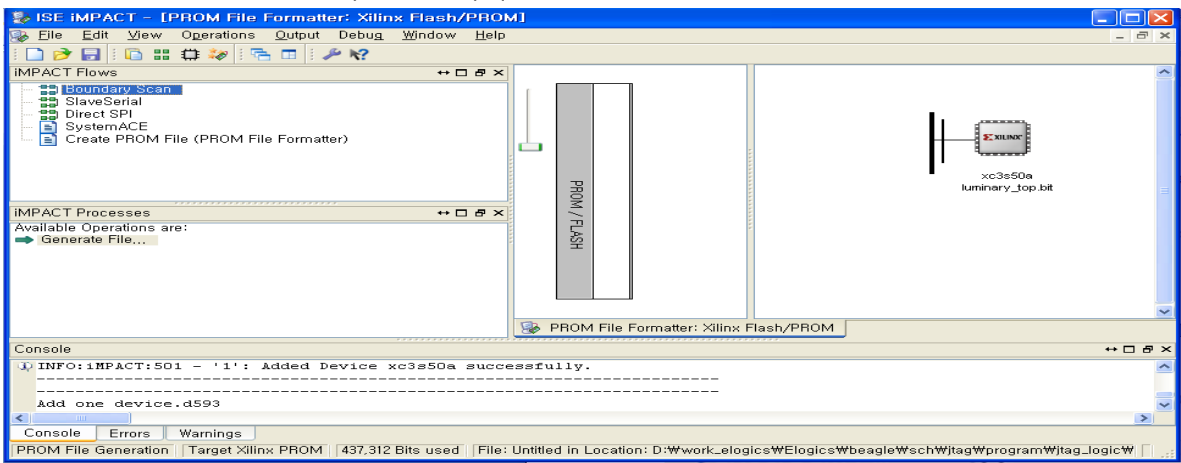 ISE iMPACT - [PROM File Formatter: Xilinx Flash/PROM]
File Edit View Operations Output Debug Window Help
iMPACT Flows
Boundary Scan
SlaveSerial
Direct SPI
SystemACE
Create PROM File (PROM File Formatter)
iMPACT Processes
Available Operations are:
Generate File...
PROM / FLASH
XILINX
xc3s50a
luminary_top.bit
PROM File Formatter: Xilinx Flash/PROM
Console
INFO:iMPACT:501 - '1': Added Device xc3s50a successfully.
----------------------------------------------------------------------
----------------------------------------------------------------------
Add one device.d593
Console Errors Warnings
PROM File Generation Target Xilinx PROM 437,312 Bits used File: Untitled in Location: D:₩work_elogics₩Elogics₩beagle₩sch₩jtag₩program₩jtag_logic₩